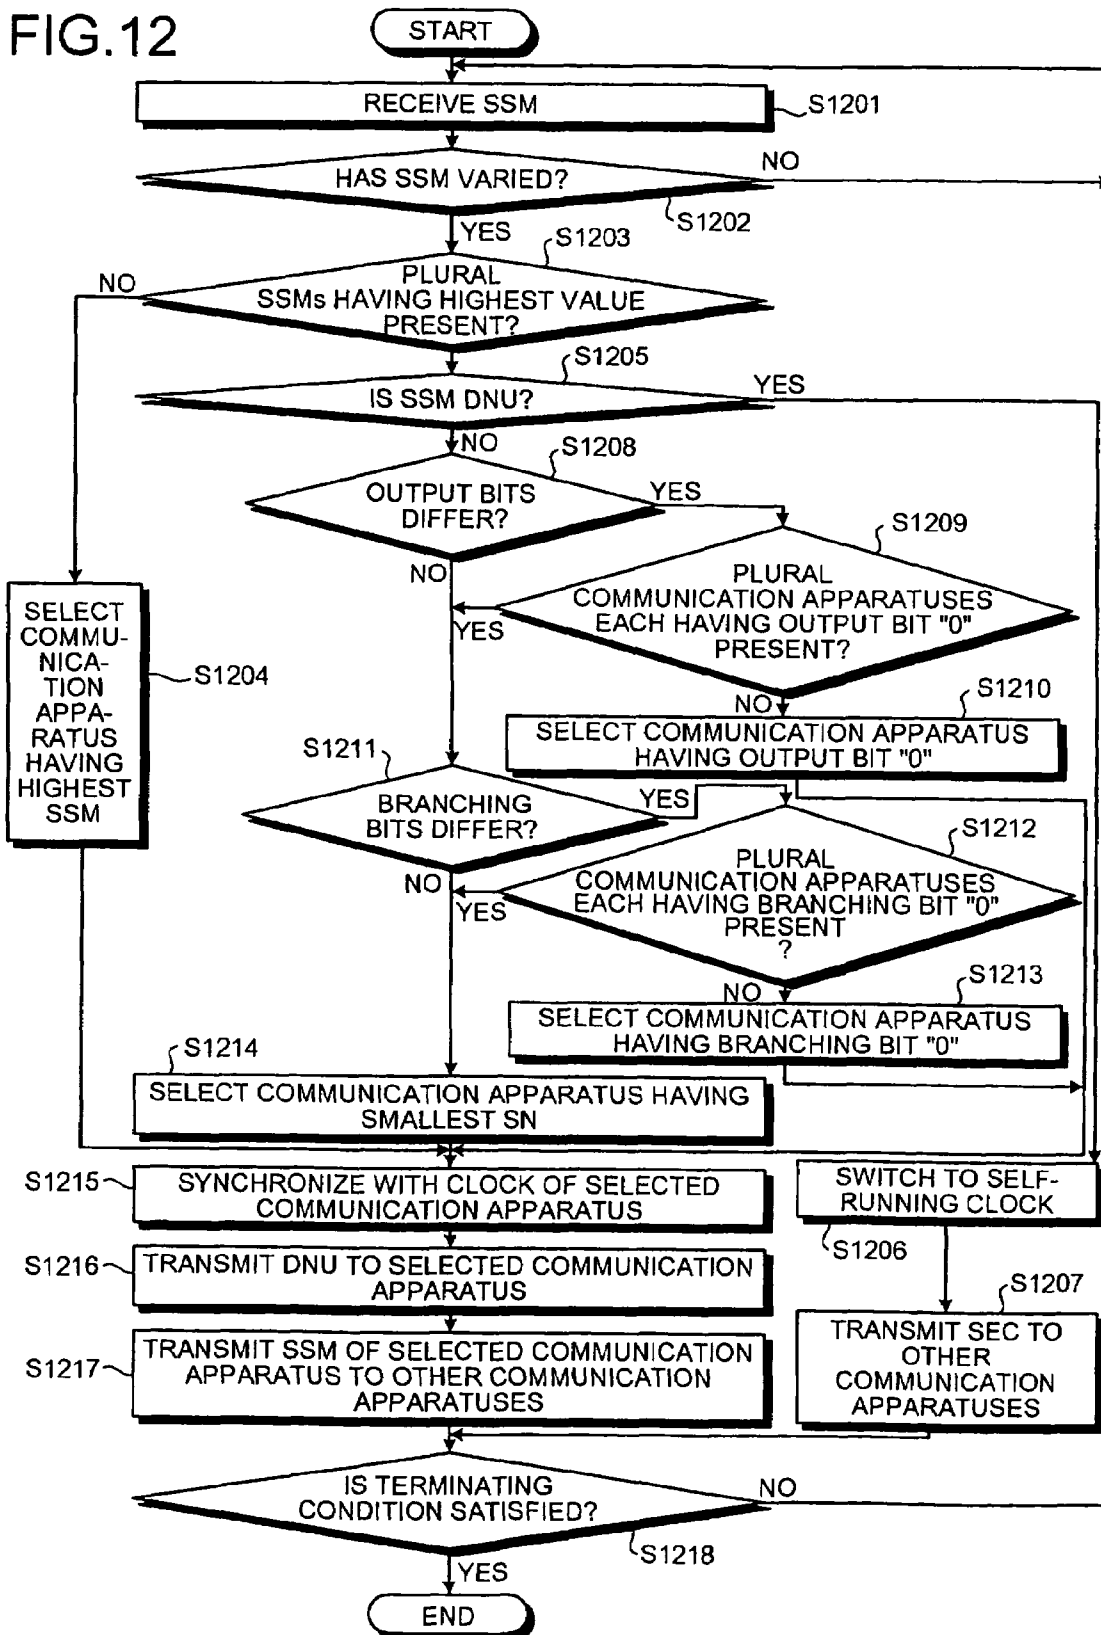 FIG.12
START
RECEIVE SSM
S1201
HAS SSM VARIED?
NO
S1202
YES
S1203
NO
PLURAL
SSMs HAVING HIGHEST VALUE
PRESENT?
S1205
IS SSM DNU?
YES
NO
S1208
OUTPUT BITS
DIFFER?
YES
S1209
NO
PLURAL
COMMUNICATION APPARATUSES
EACH HAVING OUTPUT BIT "0"
PRESENT?
YES
SELECT
COMMU-
NICA-
TION
APPA-
RATUS
HAVING
HIGHEST
SSM
S1204
NO
S1210
SELECT COMMUNICATION APPARATUS
HAVING OUTPUT BIT "0"
S1211
BRANCHING
BITS DIFFER?
YES
S1212
NO
PLURAL
COMMUNICATION APPARATUSES
EACH HAVING BRANCHING BIT "0"
PRESENT
?
YES
NO
S1213
SELECT COMMUNICATION APPARATUS
HAVING BRANCHING BIT "0"
S1214
SELECT COMMUNICATION APPARATUS HAVING
SMALLEST SN
S1215
SYNCHRONIZE WITH CLOCK OF SELECTED
COMMUNICATION APPARATUS
SWITCH TO SELF-
RUNNING CLOCK
S1206
S1216
TRANSMIT DNU TO SELECTED COMMUNICATION
APPARATUS
S1207
S1217
TRANSMIT SSM OF SELECTED COMMUNICATION
APPARATUS TO OTHER COMMUNICATION
APPARATUSES
TRANSMIT SEC TO
OTHER
COMMUNICATION
APPARATUSES
IS TERMINATING
CONDITION SATISFIED?
NO
S1218
YES
END